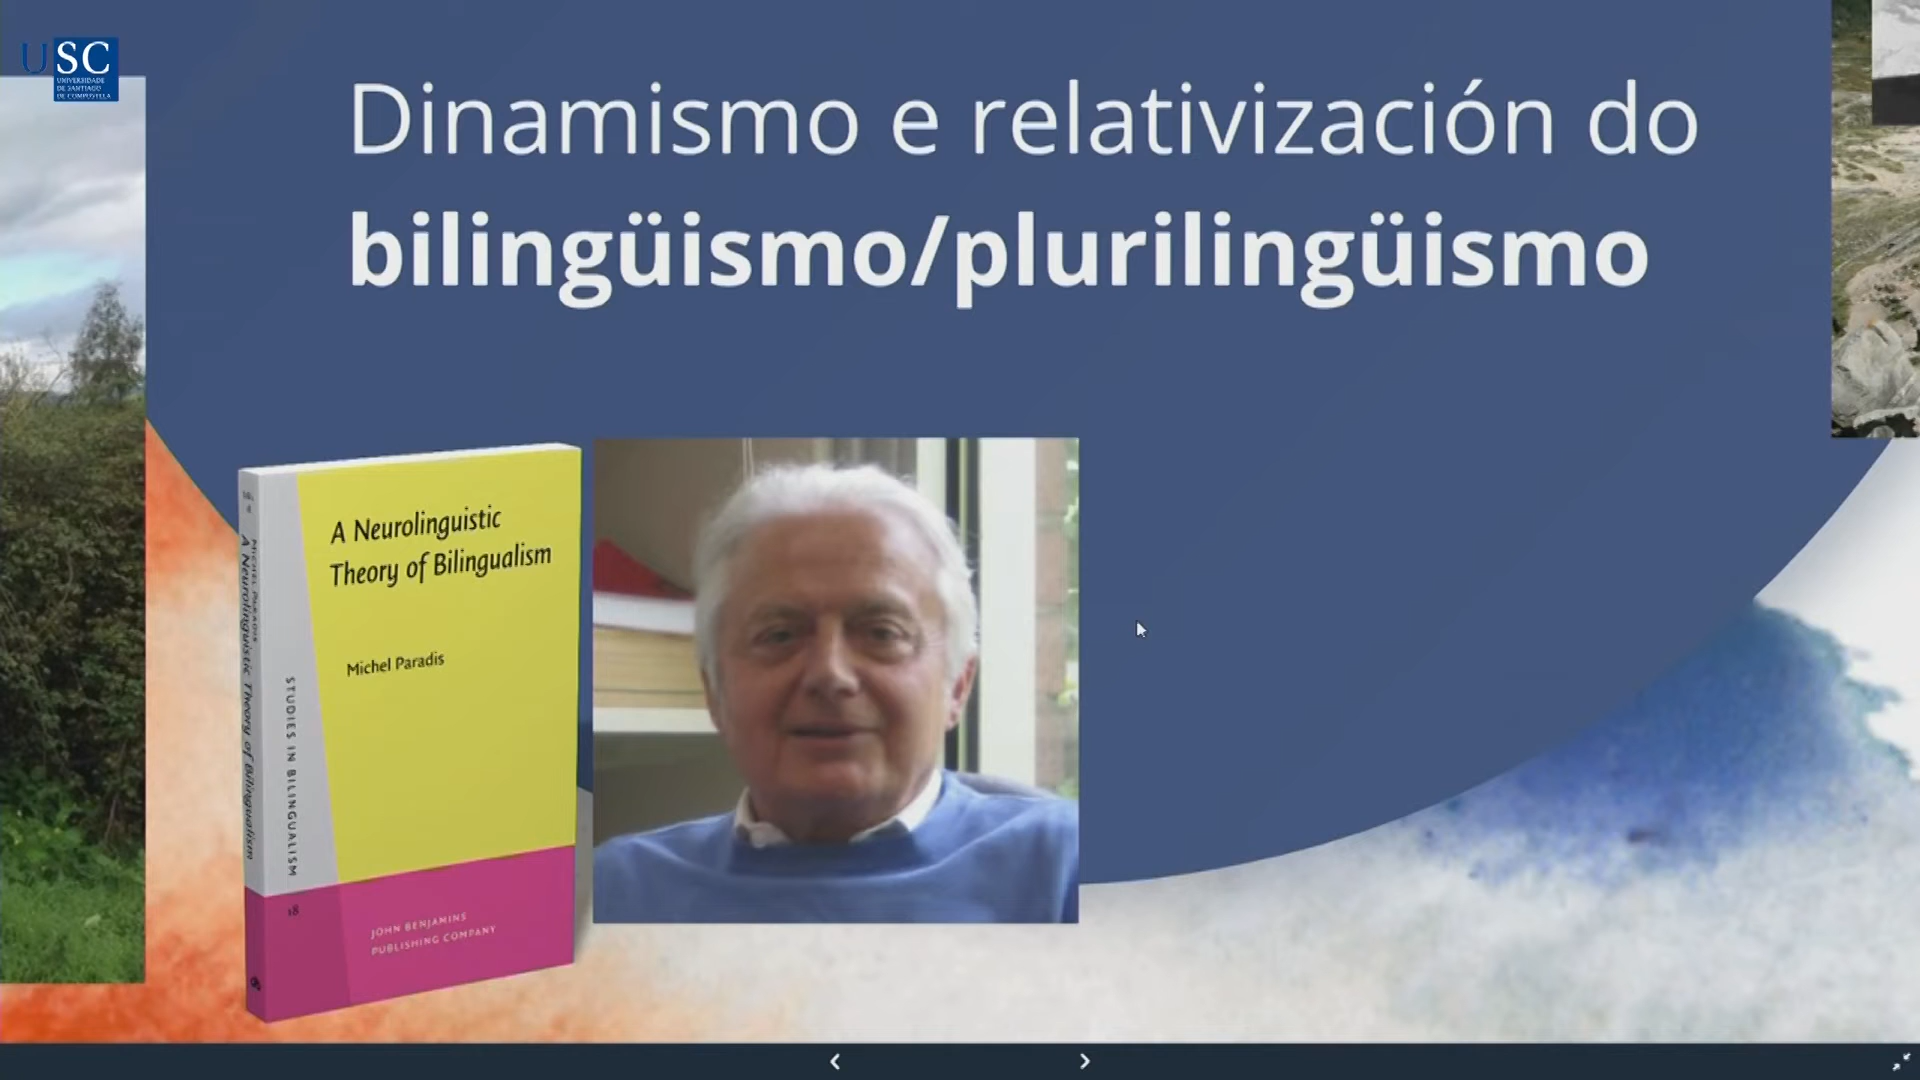 USC
UNIVERSIDADE
DE SANTIAGO
DE COMPOSTELA
Dinamismo e relativización do
bilingüismo/plurilingüismo
A Neurolinguistic
Theory of Bilingualism
Michel Paradis
STUDIES IN BILINGUALISM
18
JOHN BENJAMINS
PUBLISHING COMPANY
MICHEL PARADIS
A Neurolinguistic Theory of Bilingualism